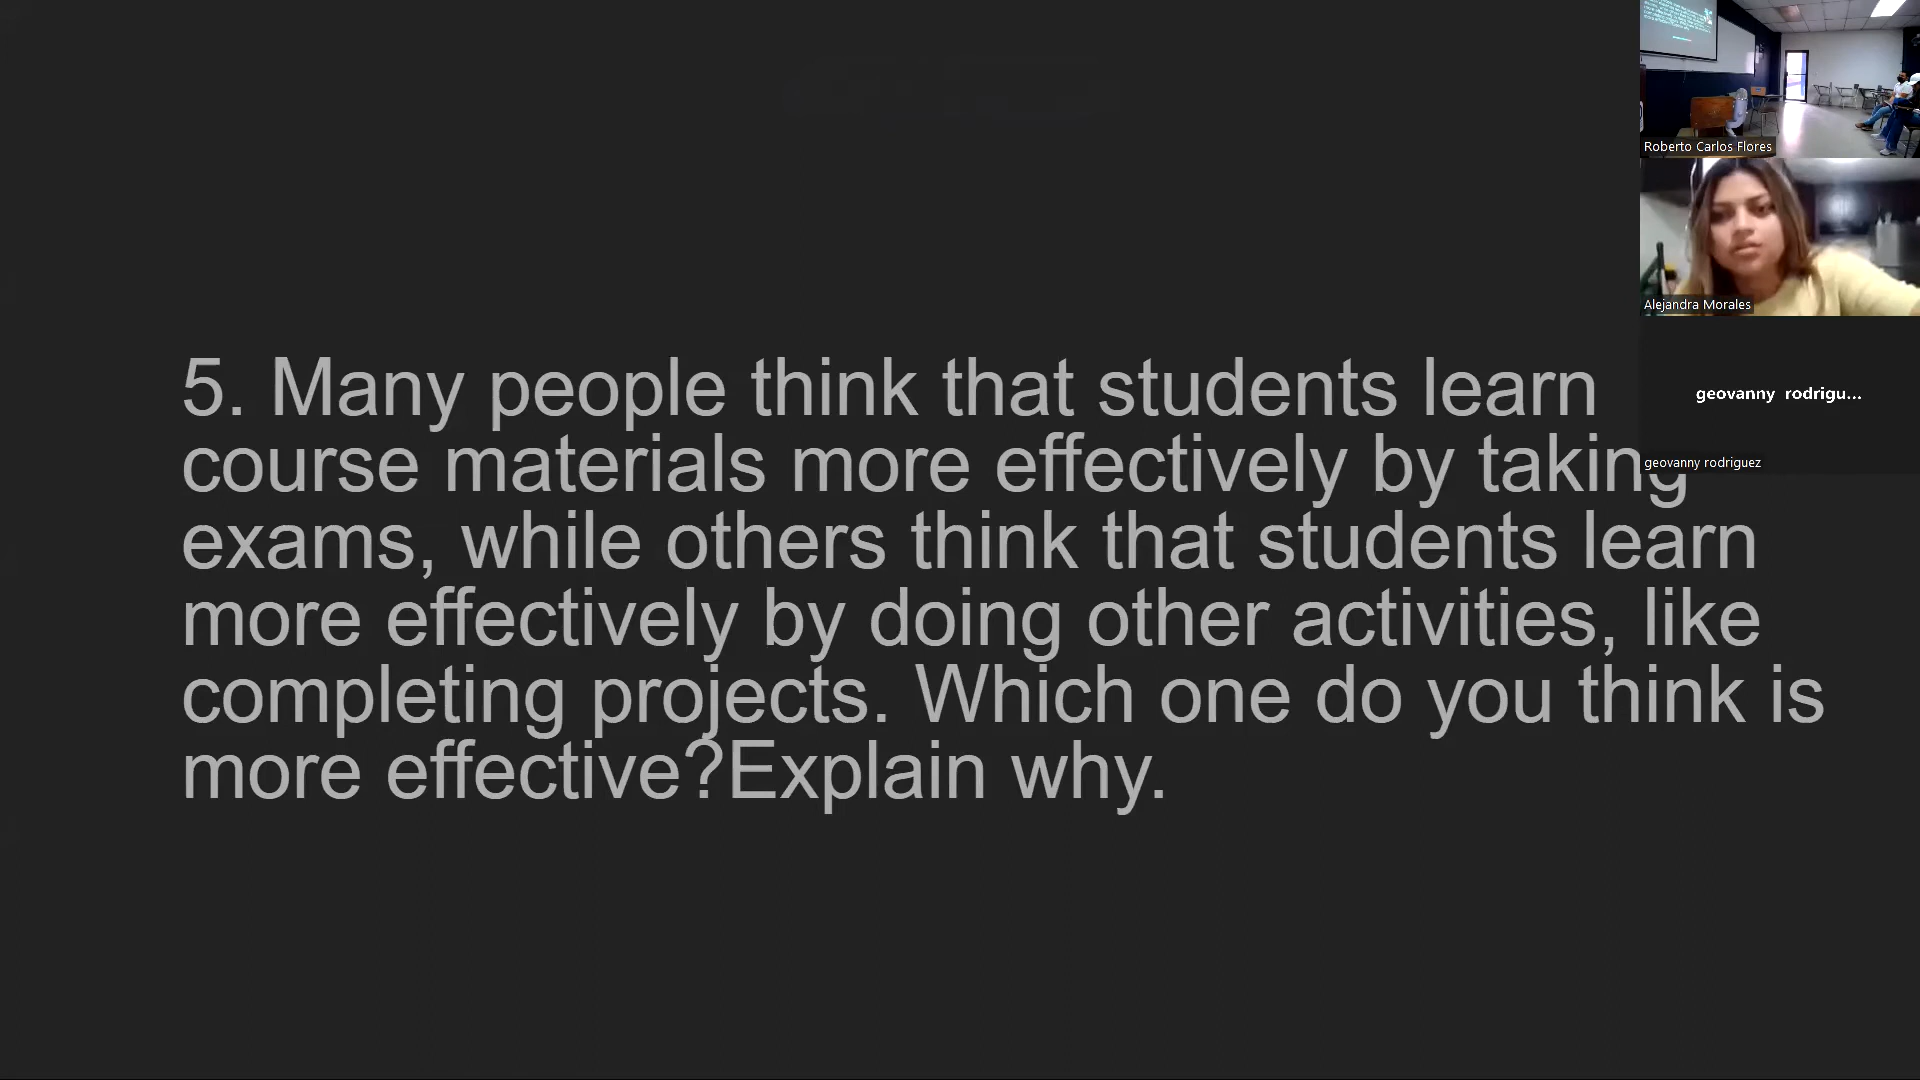 Roberto Carlos Flores
Alejandra Morales
geovanny rodrigu...
geovanny rodriguez
5. Many people think that students learn
course materials more effectively by taking
exams, while others think that students learn
more effectively by doing other activities, like
completing projects. Which one do you think is
more effective?Explain why.